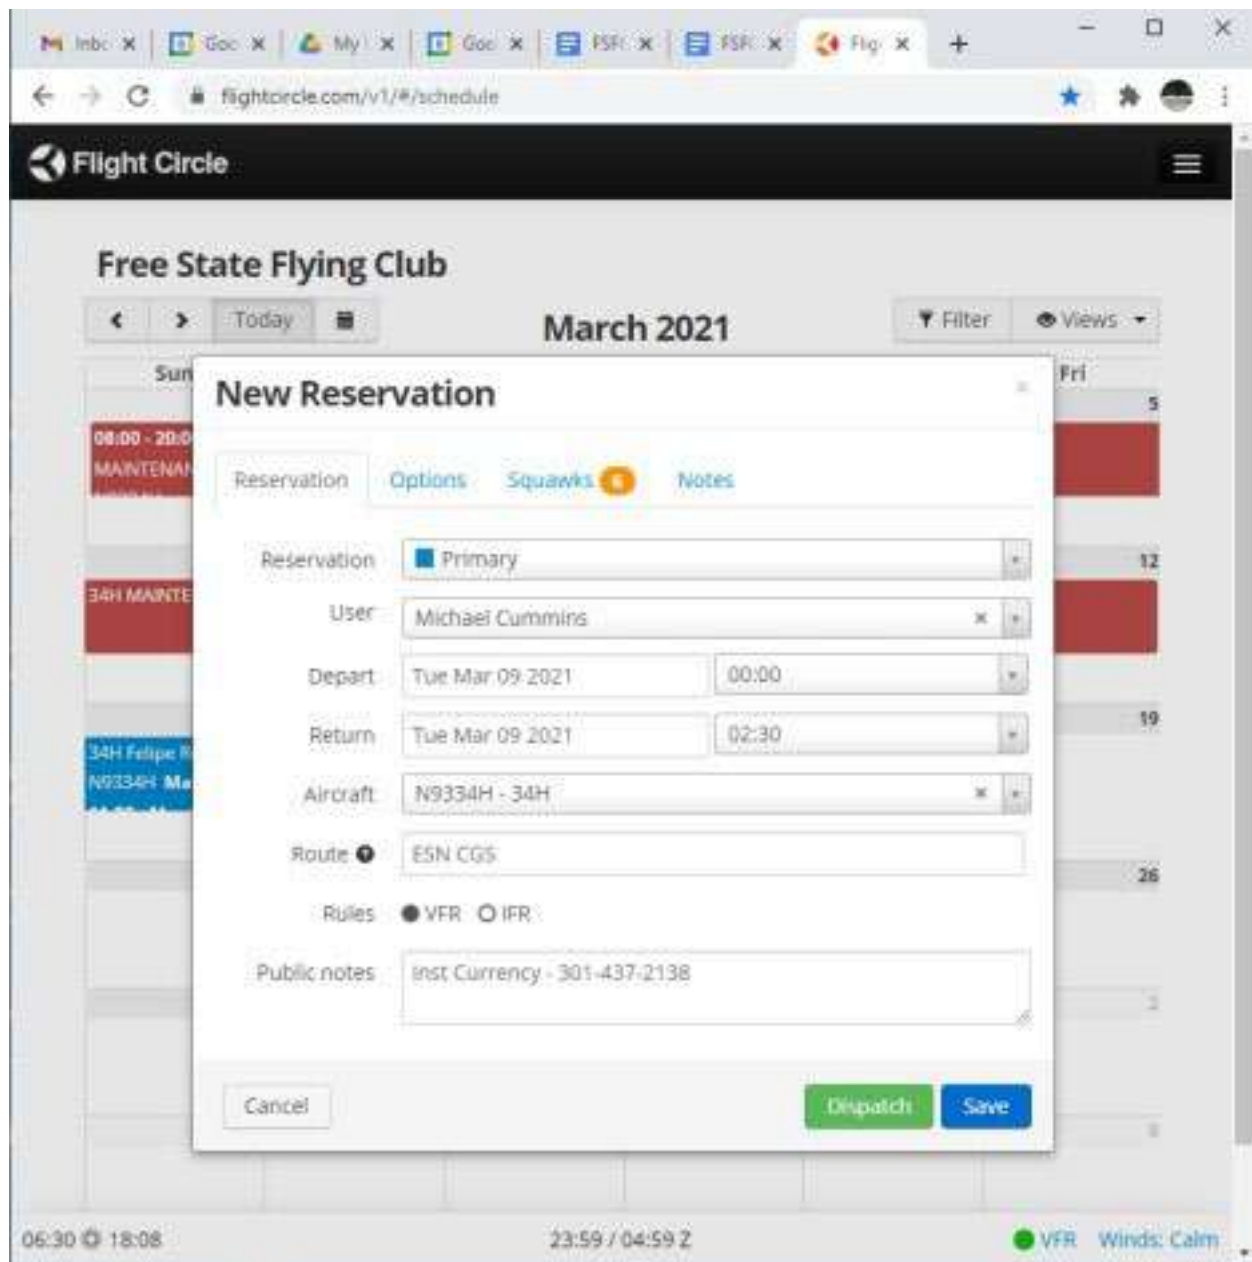 Inbc Goo My Goo FSF FSF Flig
flightcircle.com/v1/#/schedule
Flight Circle
Free State Flying Club
Today March 2021 Filter Views
Sun Fri
New Reservation
5
08:00 - 20:0
MAINTENAN
Reservation Options Squawks 6 Notes
Reservation Primary
12
34H MAINTE
User Michael Cummins
Depart Tue Mar 09 2021 00:00
19
Return Tue Mar 09 2021 02:30
34H Felipe R
N9334H Ma
Aircraft N9334H - 34H
Route ESN CGS
26
Rules VFR IFR
Public notes Inst Currency - 301-437-2138
Cancel Dispatch Save
06:30 18:08 23:59 / 04:59 Z VFR Winds: Calm